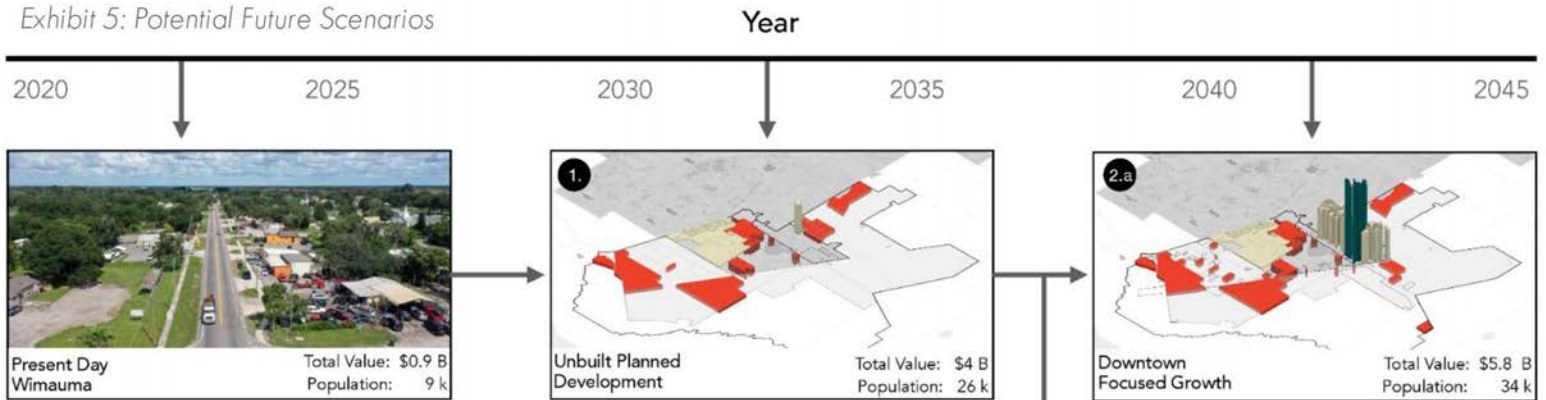 Exhibit 5: Potential Future Scenarios
Year
2020 2025 2030 2035 2040 2045
Present Day
Wimauma
Total Value: $0.9 B
Population: 9 k
1.
Unbuilt Planned
Development
Total Value: $4 B
Population: 26 k
2.a
Downtown
Focused Growth
Total Value: $5.8 B
Population: 34 k